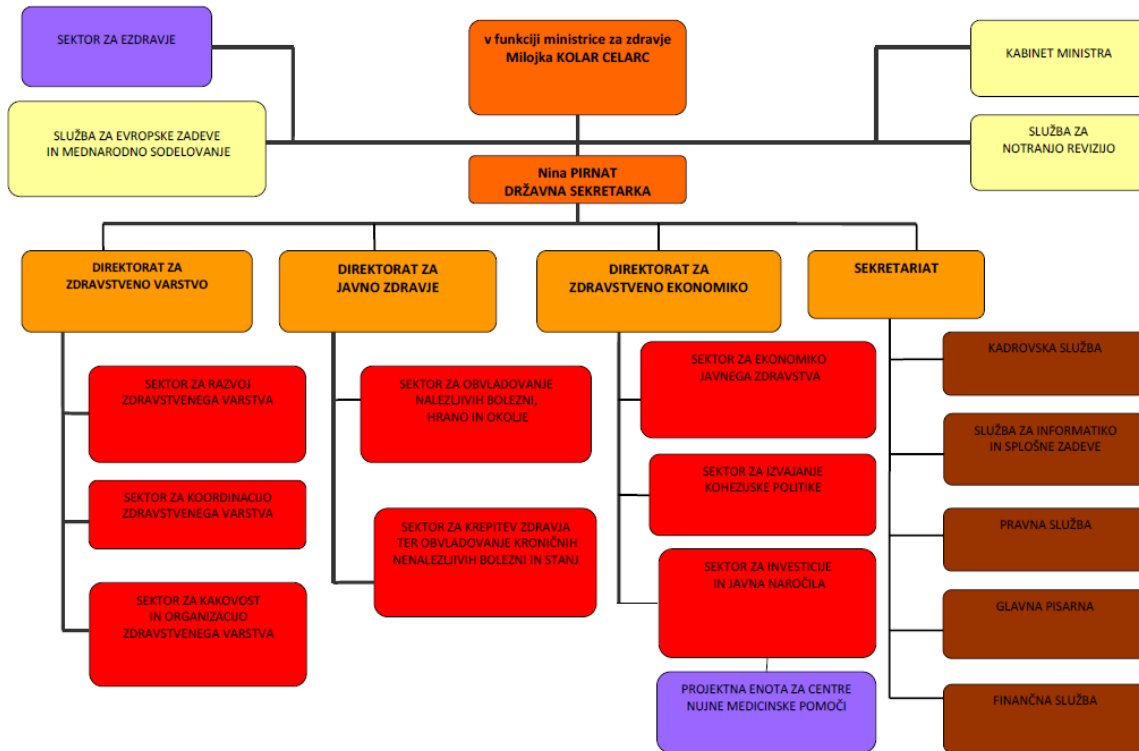 SEKTOR ZA EZDRAVJE
v funkciji ministrice za zdravje
Milojka KOLAR CELARC
KABINET MINISTRA
SLUŽBA ZA EVROPSKE ZADEVE
IN MEDNARODNO SODELOVANJE
SLUŽBA ZA
NOTRANJO REVIZIJO
Nina PIRNAT
DRŽAVNA SEKRETARKA
DIREKTORAT ZA
ZDRAVSTVENO VARSTVO
DIREKTORAT ZA
JAVNO ZDRAVJE
DIREKTORAT ZA
ZDRAVSTVENO EKONOMIKO
SEKRETARIAT
SEKTOR ZA RAZVOJ
ZDRAVSTVENEGA VARSTVA
SEKTOR ZA KOORDINACIJO
ZDRAVSTVENEGA VARSTVA
SEKTOR ZA KAKOVOST
IN ORGANIZACIJO
ZDRAVSTVENEGA VARSTVA
SEKTOR ZA OBVLADOVANJE
NALEZLJIVIH BOLEZNI,
HRANO IN OKOLJE
SEKTOR ZA KREPITEV ZDRAVJA
TER OBVLADOVANJE KRONIČNIH
NENALEZLJIVIH BOLEZNI IN STANJ
SEKTOR ZA EKONOMIKO
JAVNEGA ZDRAVSTVA
SEKTOR ZA IZVAJANJE
KOHEZIJSKE POLITIKE
SEKTOR ZA INVESTICIJE
IN JAVNA NAROČILA
PROJEKTNA ENOTA ZA CENTRE
NUJNE MEDICINSKE POMOČI
KADROVSKA SLUŽBA
SLUŽBA ZA INFORMATIKO
IN SPLOŠNE ZADEVE
PRAVNA SLUŽBA
GLAVNA PISARNA
FINANČNA SLUŽBA